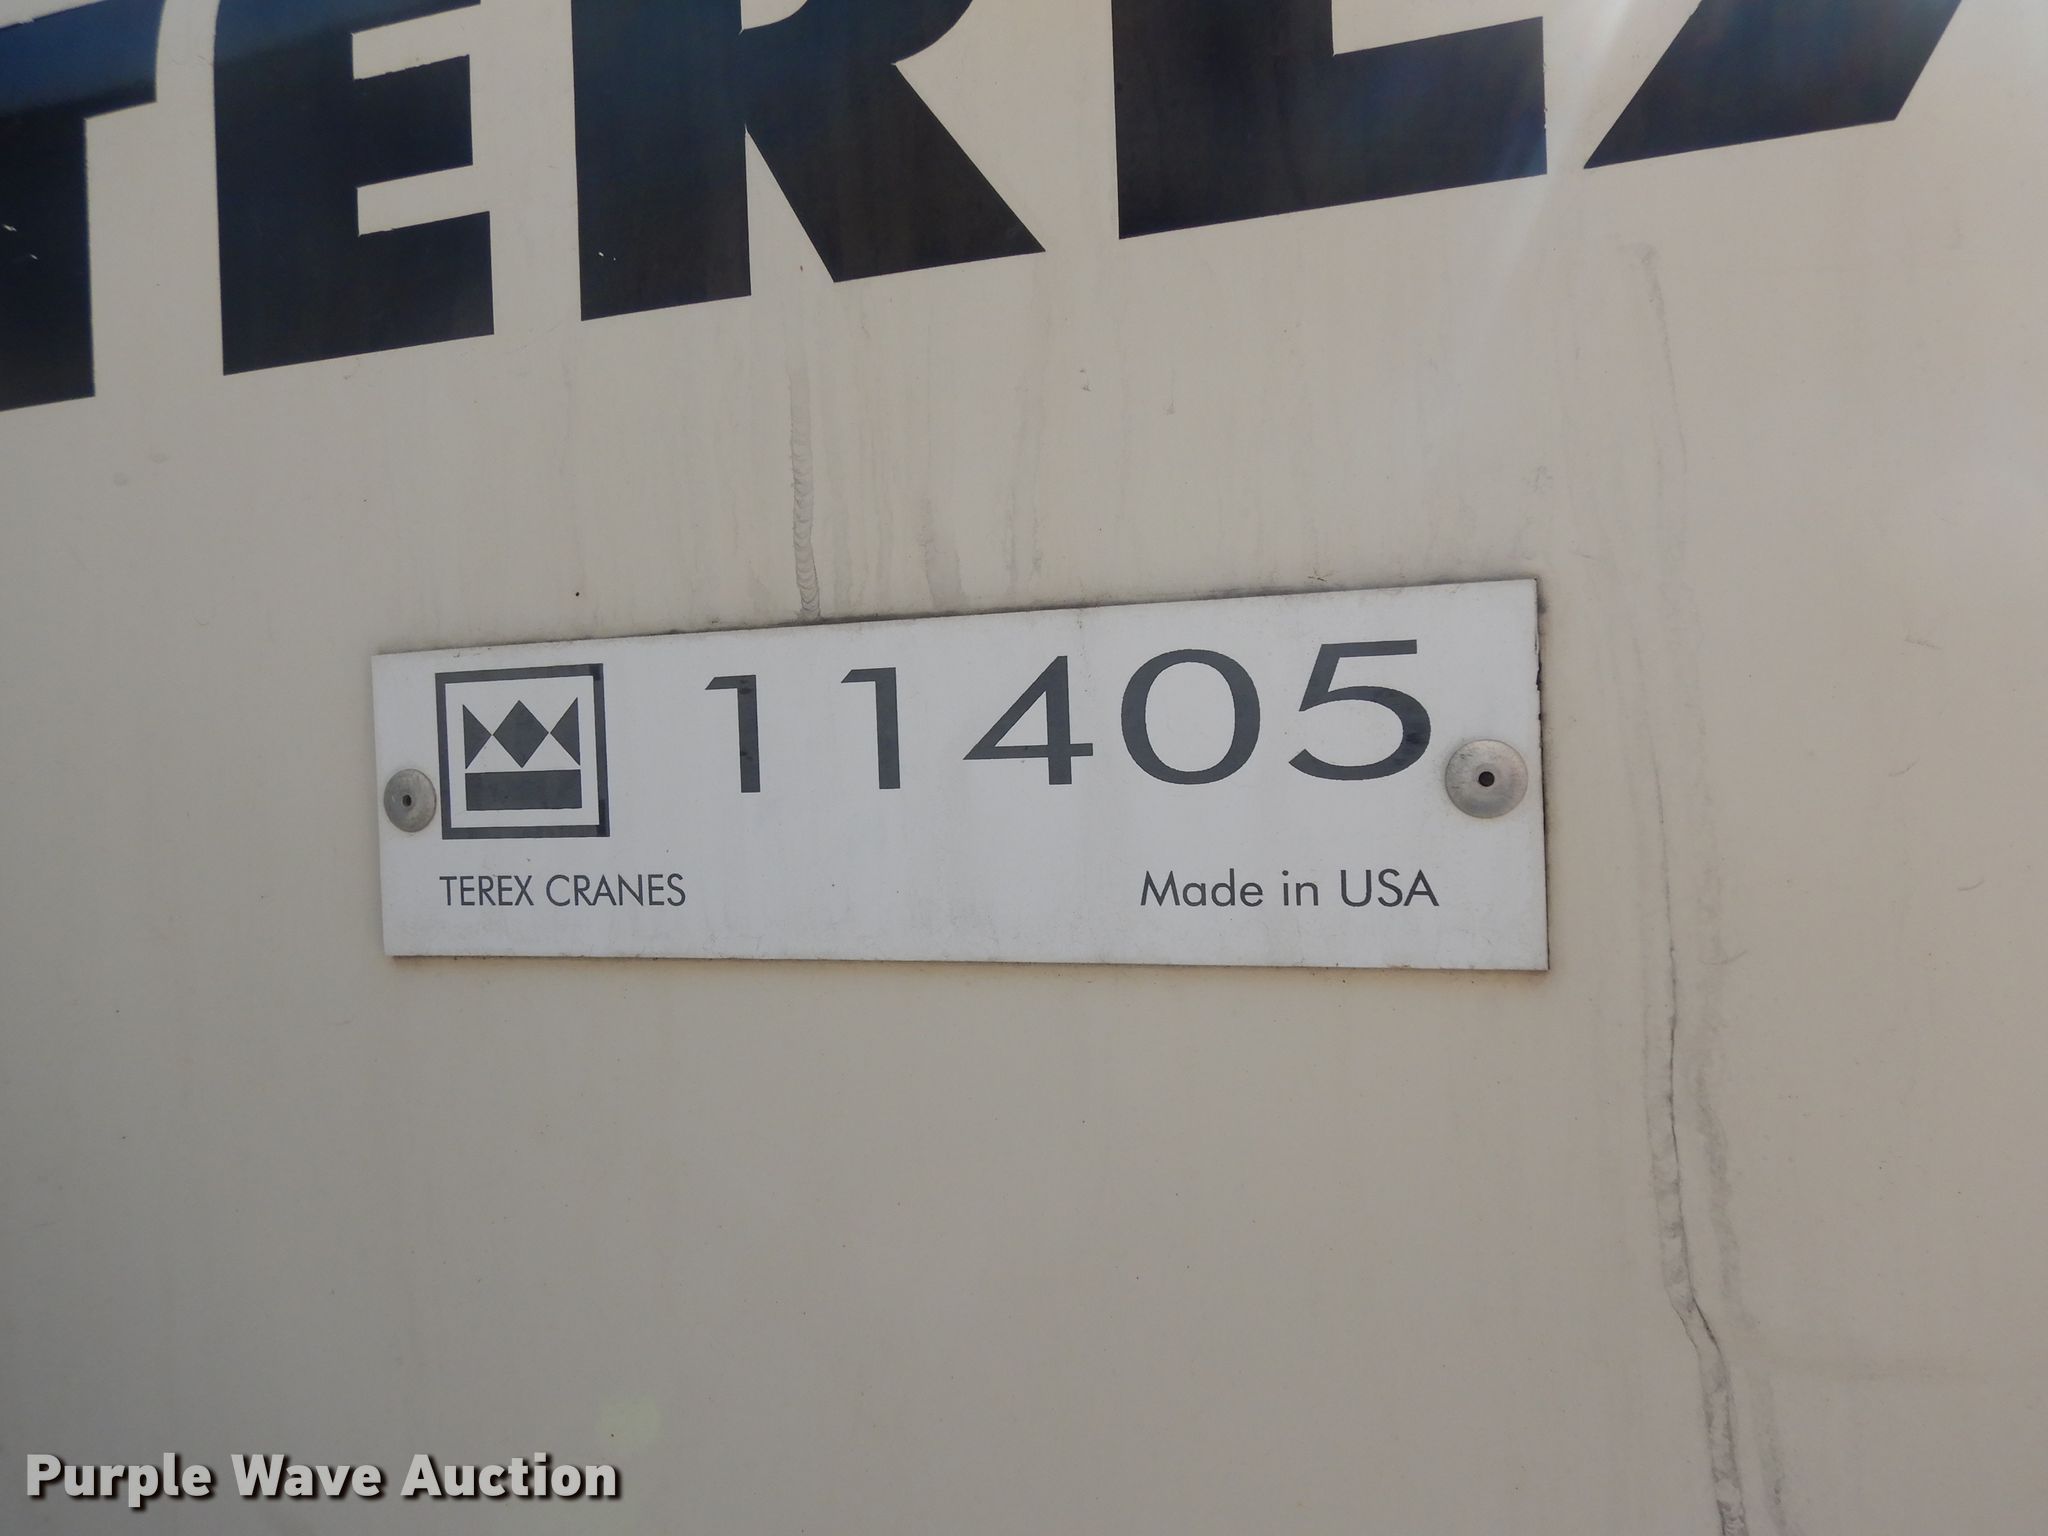 TEREX
11405
TEREX CRANES
Made in USA
Purple Wave Auction